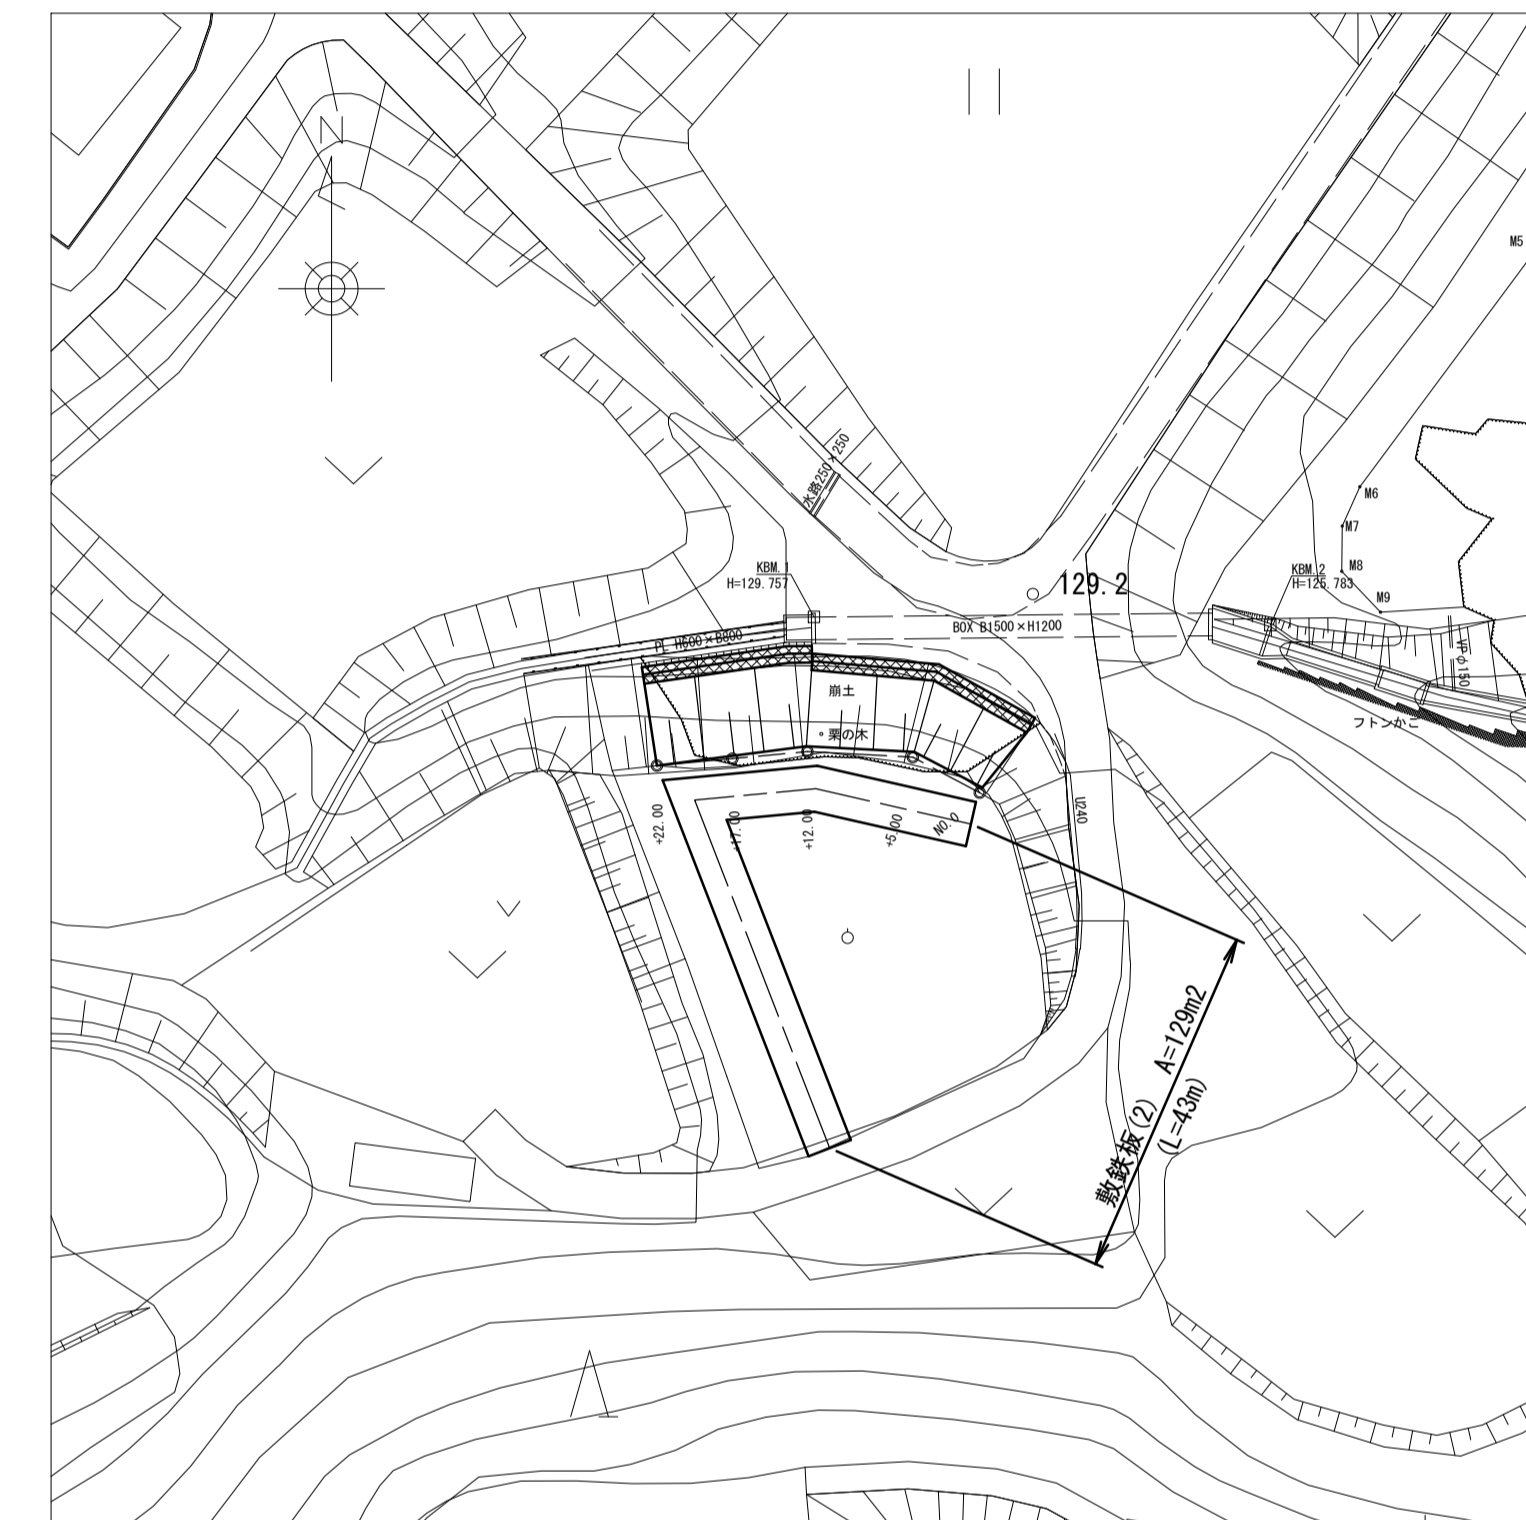 N
M5
水路250×250
M6
M7
M8
M9
KBM.1
H=129.757
129.2
KBM.2
H=125.783
BOX B1500×H1200
PL H600×B800
VPφ150
フトンかご
崩土
栗の木
U240
+22.00
+17.00
+12.00
+5.00
NO.0
敷鉄板(2) A=129m2
(L=43m)